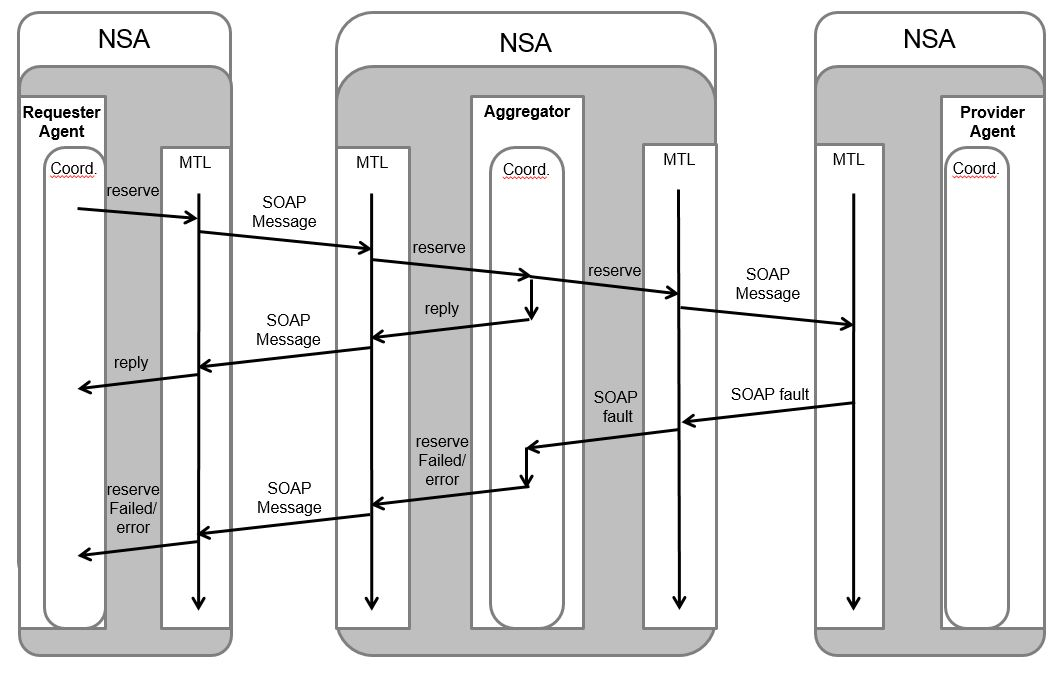 NSA
NSA
NSA
Requester
Agent
Aggregator
Provider
Agent
Coord.
MTL
MTL
Coord.
MTL
MTL
Coord.
reserve
SOAP
Message
reserve
reserve
SOAP
Message
reply
SOAP
Message
reply
SOAP fault
SOAP
fault
reserve
Failed/
error
SOAP
Message
reserve
Failed/
error